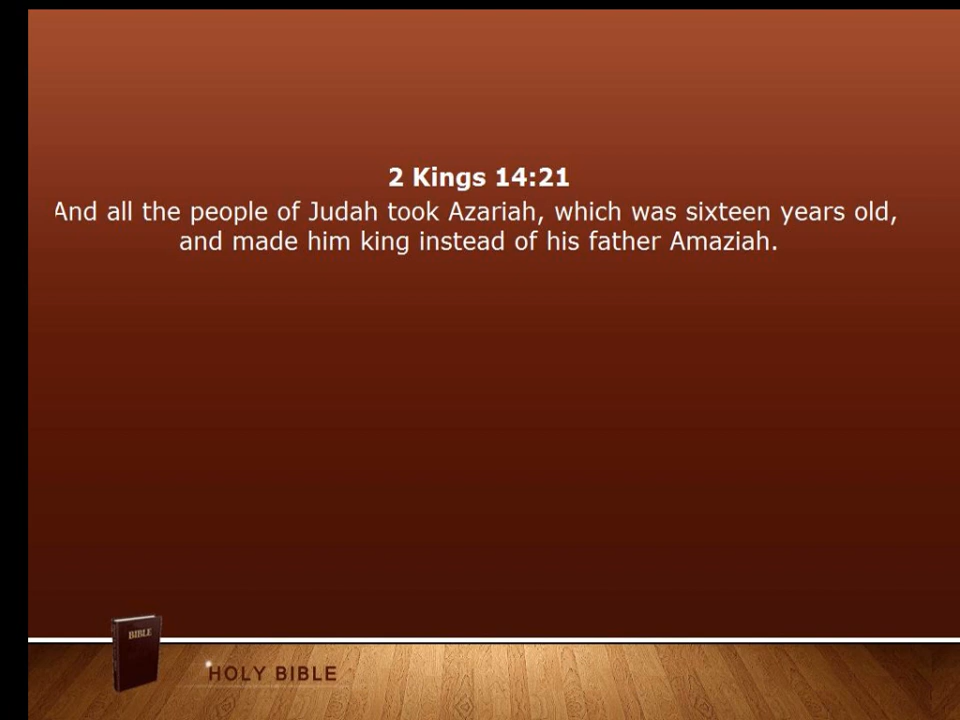 2 Kings 14:21
And all the people of Judah took Azariah, which was sixteen years old,
and made him king instead of his father Amaziah.
BIBLE
HOLY BIBLE